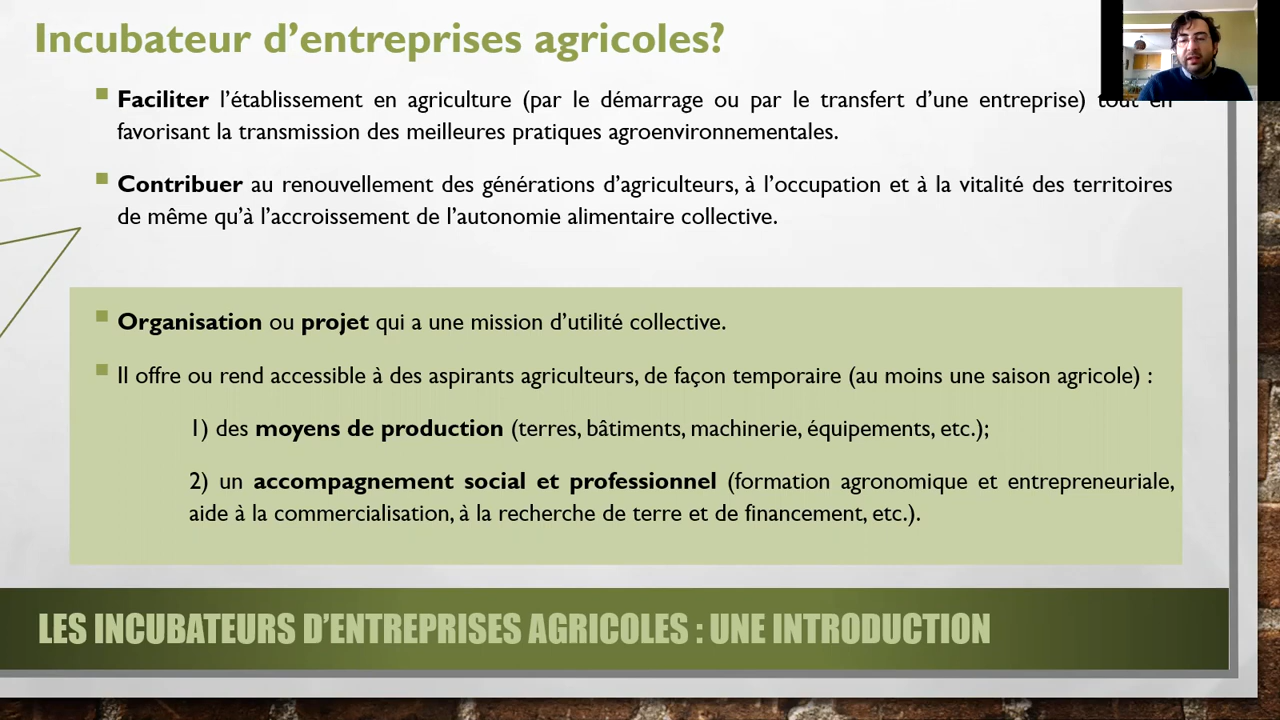 Incubateur d’entreprises agricoles?
Faciliter l’établissement en agriculture (par le démarrage ou par le transfert d’une entreprise) tout en
favorisant la transmission des meilleures pratiques agroenvironnementales.
Contribuer au renouvellement des générations d’agriculteurs, à l’occupation et à la vitalité des territoires
de même qu’à l’accroissement de l’autonomie alimentaire collective.
Organisation ou projet qui a une mission d’utilité collective.
Il offre ou rend accessible à des aspirants agriculteurs, de façon temporaire (au moins une saison agricole) :
1) des moyens de production (terres, bâtiments, machinerie, équipements, etc.);
2) un accompagnement social et professionnel (formation agronomique et entrepreneuriale,
aide à la commercialisation, à la recherche de terre et de financement, etc.).
LES INCUBATEURS D’ENTREPRISES AGRICOLES : UNE INTRODUCTION